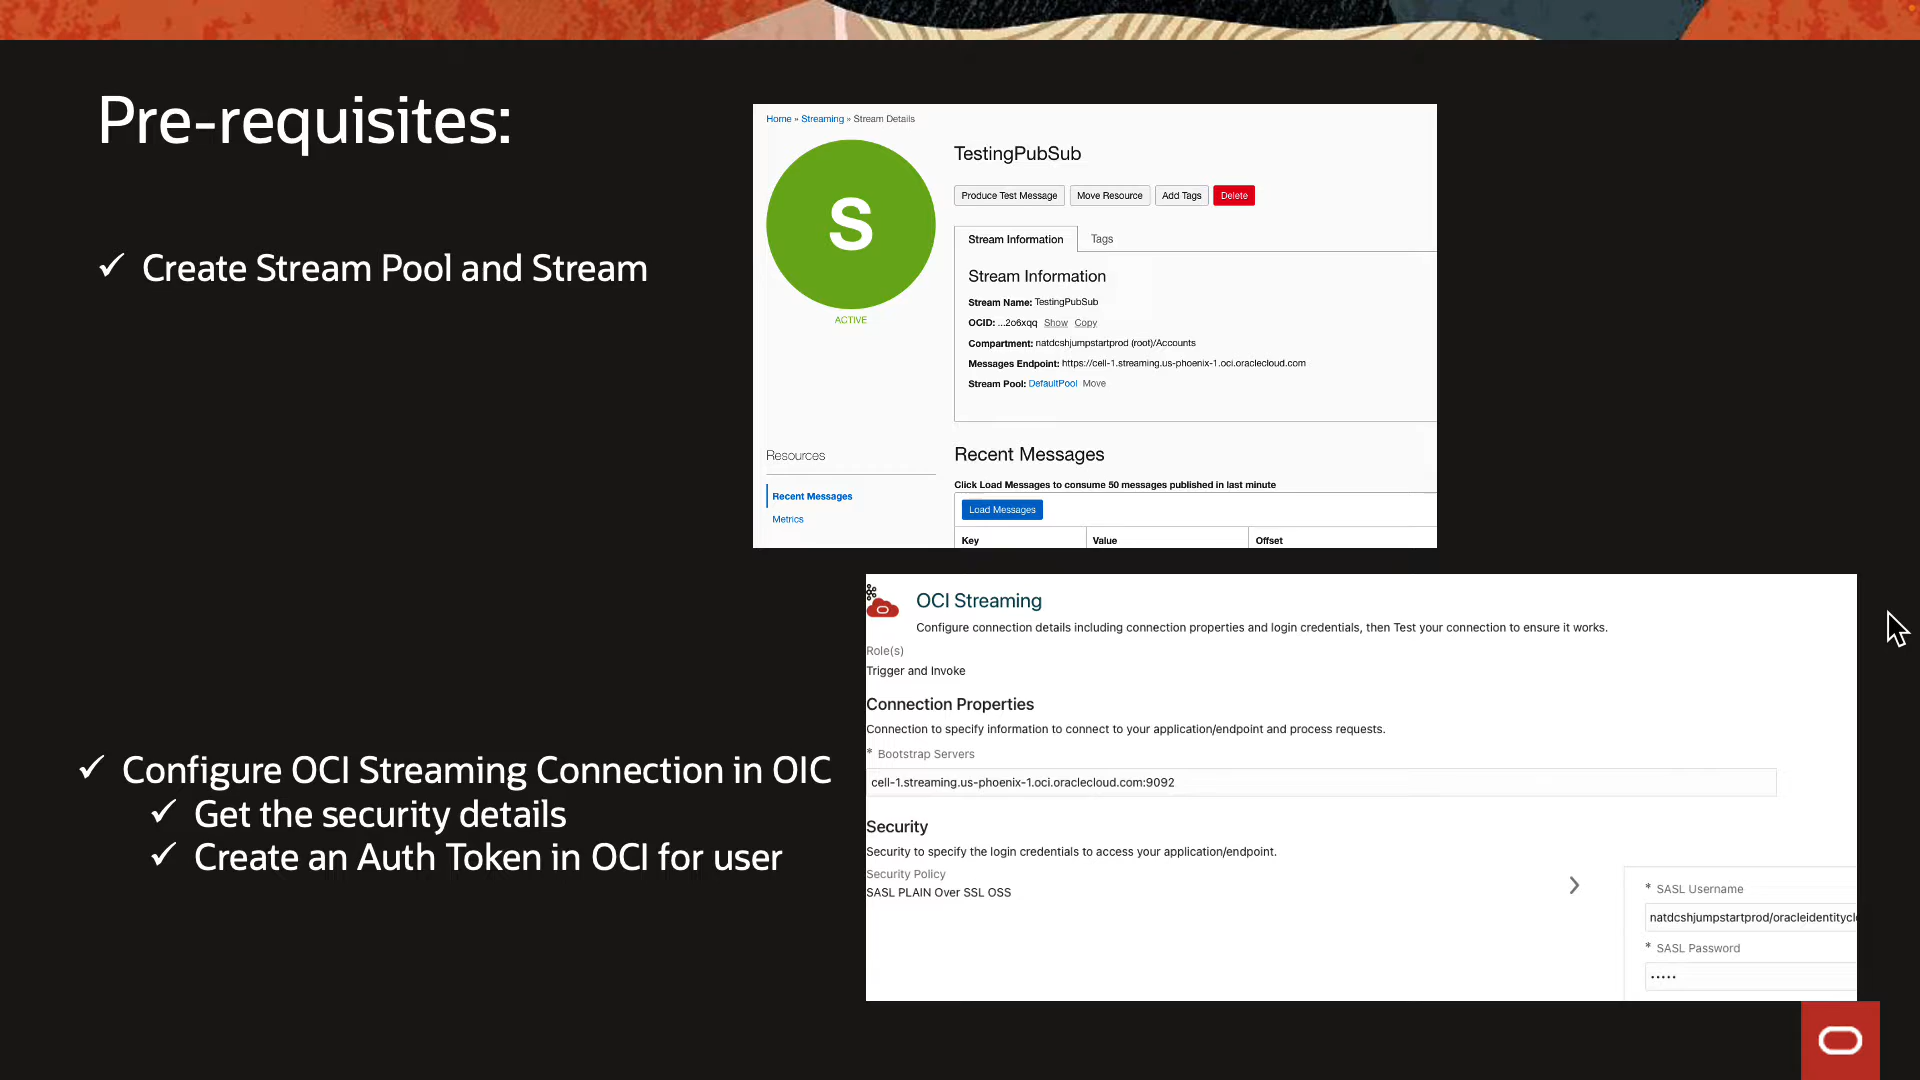 Pre-requisites:
✓ Create Stream Pool and Stream
Home » Streaming » Stream Details
S
ACTIVE
TestingPubSub
Produce Test Message Move Resource Add Tags Delete
Stream Information Tags
Stream Information
Stream Name: TestingPubSub
OCID: ...2o6xqq Show Copy
Compartment: natdcshjumpstartprod (root)/Accounts
Messages Endpoint: https://cell-1.streaming.us-phoenix-1.oci.oraclecloud.com
Stream Pool: DefaultPool Move
Resources
Recent Messages
Metrics
Recent Messages
Click Load Messages to consume 50 messages published in last minute
Load Messages
Key Value Offset
✓ Configure OCI Streaming Connection in OIC
✓ Get the security details
✓ Create an Auth Token in OCI for user
OCI Streaming
Configure connection details including connection properties and login credentials, then Test your connection to ensure it works.
Role(s)
Trigger and Invoke
Connection Properties
Connection to specify information to connect to your application/endpoint and process requests.
* Bootstrap Servers
cell-1.streaming.us-phoenix-1.oci.oraclecloud.com:9092
Security
Security to specify the login credentials to access your application/endpoint.
Security Policy
SASL PLAIN Over SSL OSS
* SASL Username
natdcshjumpstartprod/oracleidentitycl
* SASL Password
•••••